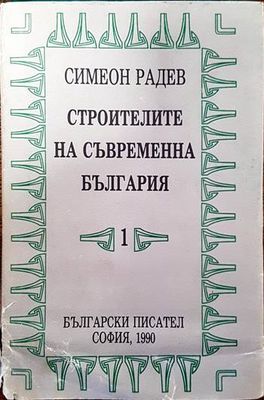 СИМЕОН РАДЕВ
СТРОИТЕЛИТЕ
НА СЪВРЕМЕННА
БЪЛГАРИЯ
1
БЪЛГАРСКИ ПИСАТЕЛ
СОФИЯ, 1990